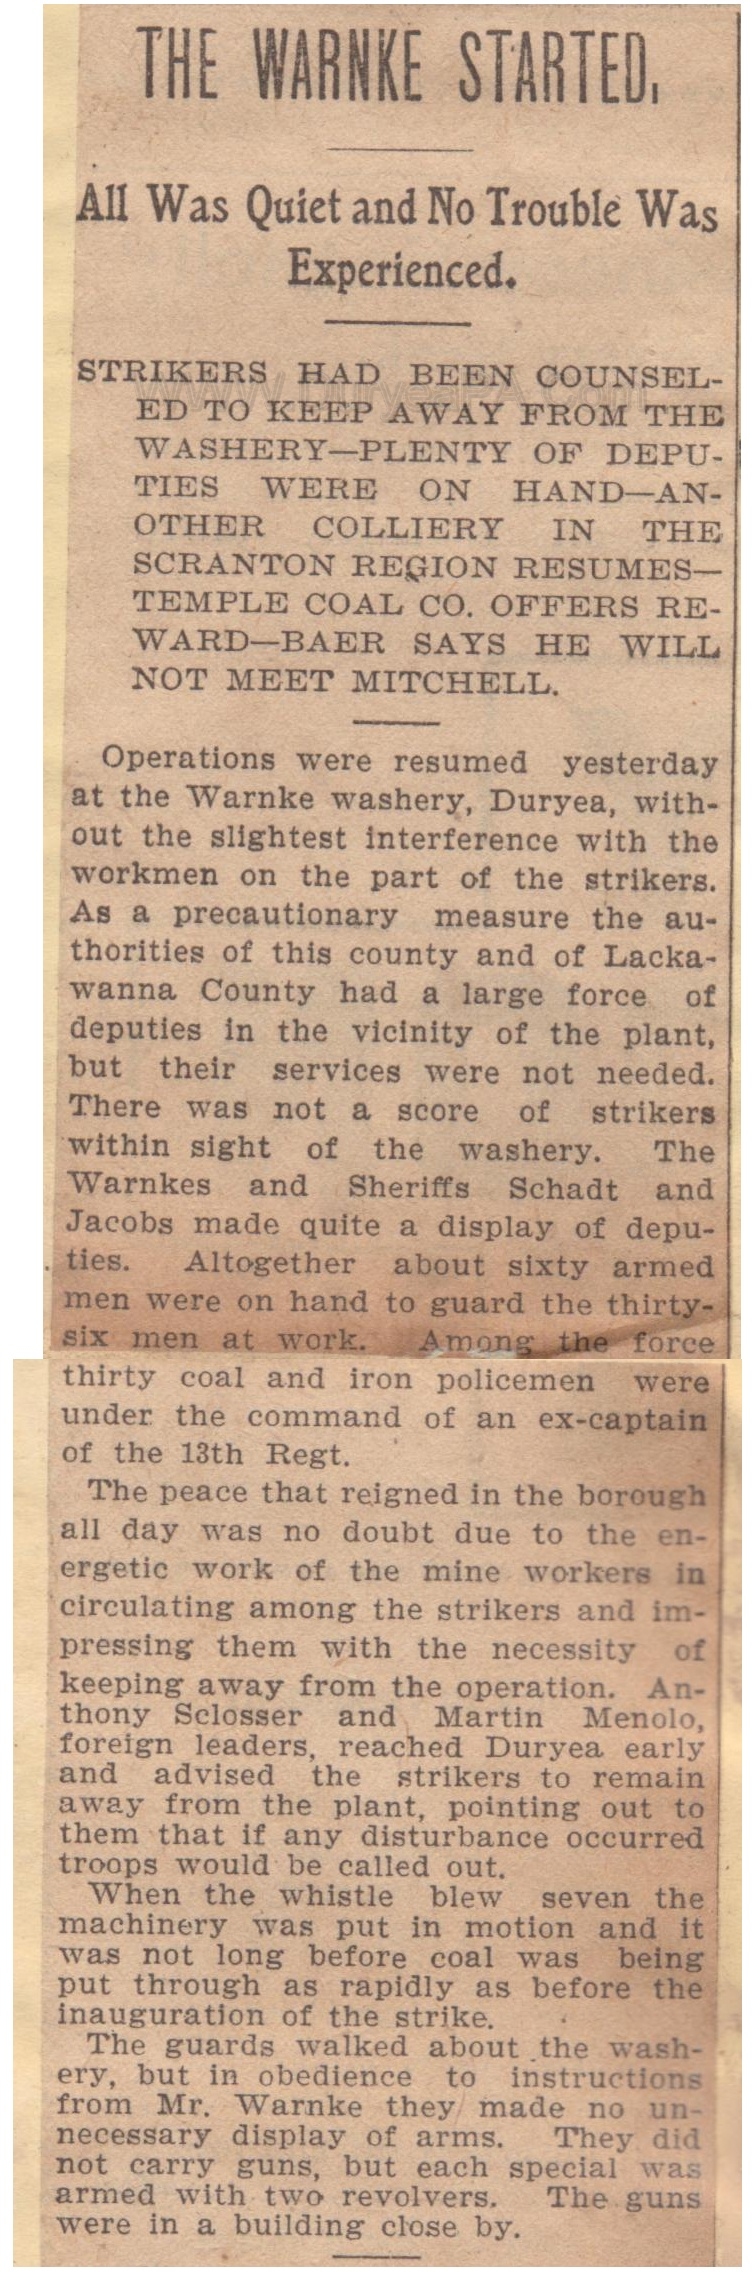 THE WARNKE STARTED.
All Was Quiet and No Trouble Was
Experienced.
STRIKERS HAD BEEN COUNSEL-
ED TO KEEP AWAY FROM THE
WASHERY—PLENTY OF DEPU-
TIES WERE ON HAND—AN-
OTHER COLLIERY IN THE
SCRANTON REGION RESUMES—
TEMPLE COAL CO. OFFERS RE-
WARD—BAER SAYS HE WILL
NOT MEET MITCHELL.
Operations were resumed yesterday
at the Warnke washery, Duryea, with-
out the slightest interference with the
workmen on the part of the strikers.
As a precautionary measure the au-
thorities of this county and of Lacka-
wanna County had a large force of
deputies in the vicinity of the plant,
but their services were not needed.
There was not a score of strikers
within sight of the washery. The
Warnkes and Sheriffs Schadt and
Jacobs made quite a display of depu-
ties. Altogether about sixty armed
men were on hand to guard the thirty-
six men at work. Among the force
thirty coal and iron policemen were
under the command of an ex-captain
of the 13th Regt.
The peace that reigned in the borough
all day was no doubt due to the en-
ergetic work of the mine workers in
circulating among the strikers and im-
pressing them with the necessity of
keeping away from the operation. An-
thony Sclosser and Martin Menolo,
foreign leaders, reached Duryea early
and advised the strikers to remain
away from the plant, pointing out to
them that if any disturbance occurred
troops would be called out.
When the whistle blew seven the
machinery was put in motion and it
was not long before coal was being
put through as rapidly as before the
inauguration of the strike.
The guards walked about the wash-
ery, but in obedience to instructions
from Mr. Warnke they made no un-
necessary display of arms. They did
not carry guns, but each special was
armed with two revolvers. The guns
were in a building close by.